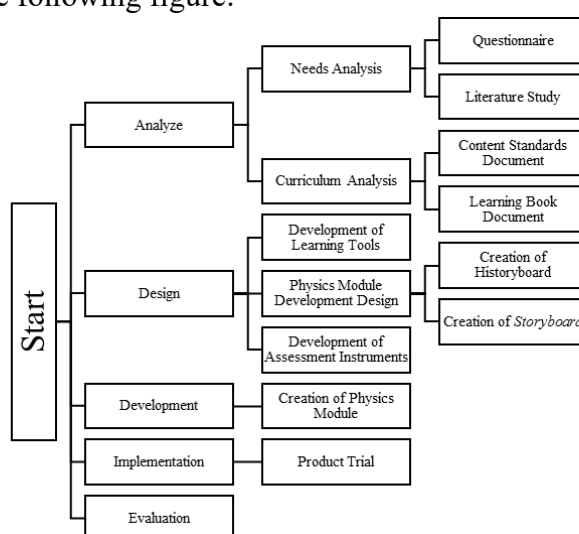 e following figure.
Questionnaire
Needs Analysis
Literature Study
Analyze
Content Standards
Document
Curriculum Analysis
Learning Book
Document
Development of
Learning Tools
Creation of
Historyboard
Start
Design
Physics Module
Development Design
Creation of Storyboard
Development of
Assessment Instruments
Development
Creation of Physics
Module
Implementation
Product Trial
Evaluation